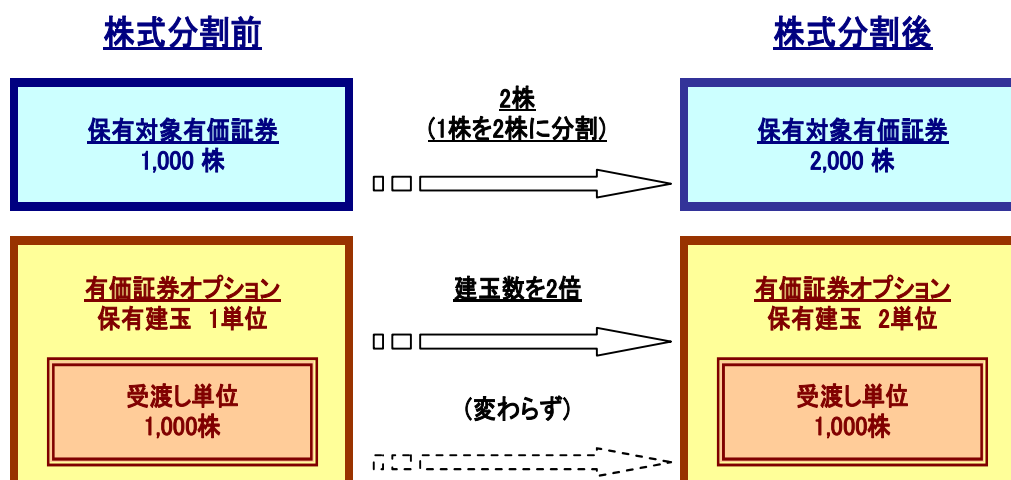 株式分割前
株式分割後
保有対象有価証券
1,000 株
2株
(1株を2株に分割)
保有対象有価証券
2,000 株
有価証券オプション
保有建玉　1単位
建玉数を2倍
有価証券オプション
保有建玉　2単位
受渡し単位
1,000株
(変わらず)
受渡し単位
1,000株